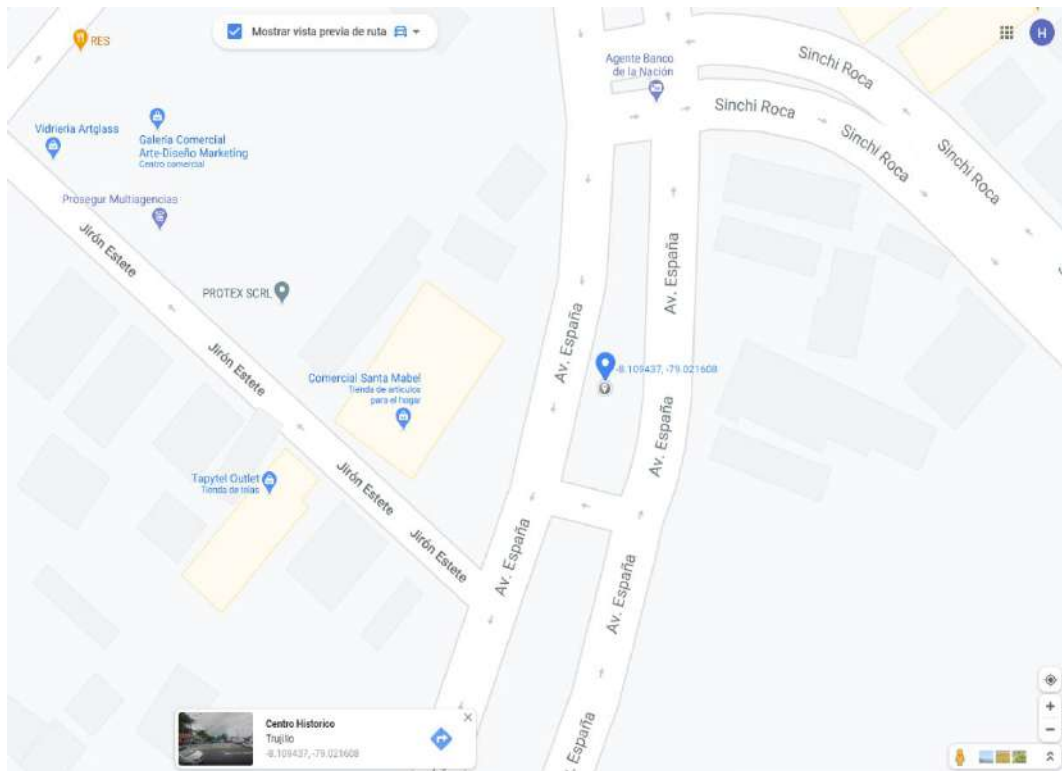 Mostrar vista previa de ruta
H
RES
Agente Banco
de la Nación
Sinchi Roca
Sinchi Roca
Sinchi Roca
Sinchi Roca
Vidriería Artglass
Galería Comercial
Arte-Diseño Marketing
Centro comercial
Prosegur Multiagencias
Jirón Estete
PROTEX SCRL
Av. España
Av. España
Jirón Estete
Comercial Santa Mabel
Tienda de artículos
para el hogar
-8.109437, -79.021608
Av. España
Tapytel Outlet
Tienda de telas
Jirón Estete
Jirón Estete
Av. España
Av. España
España
Centro Historico
Trujillo
-8.109437,-79.021608